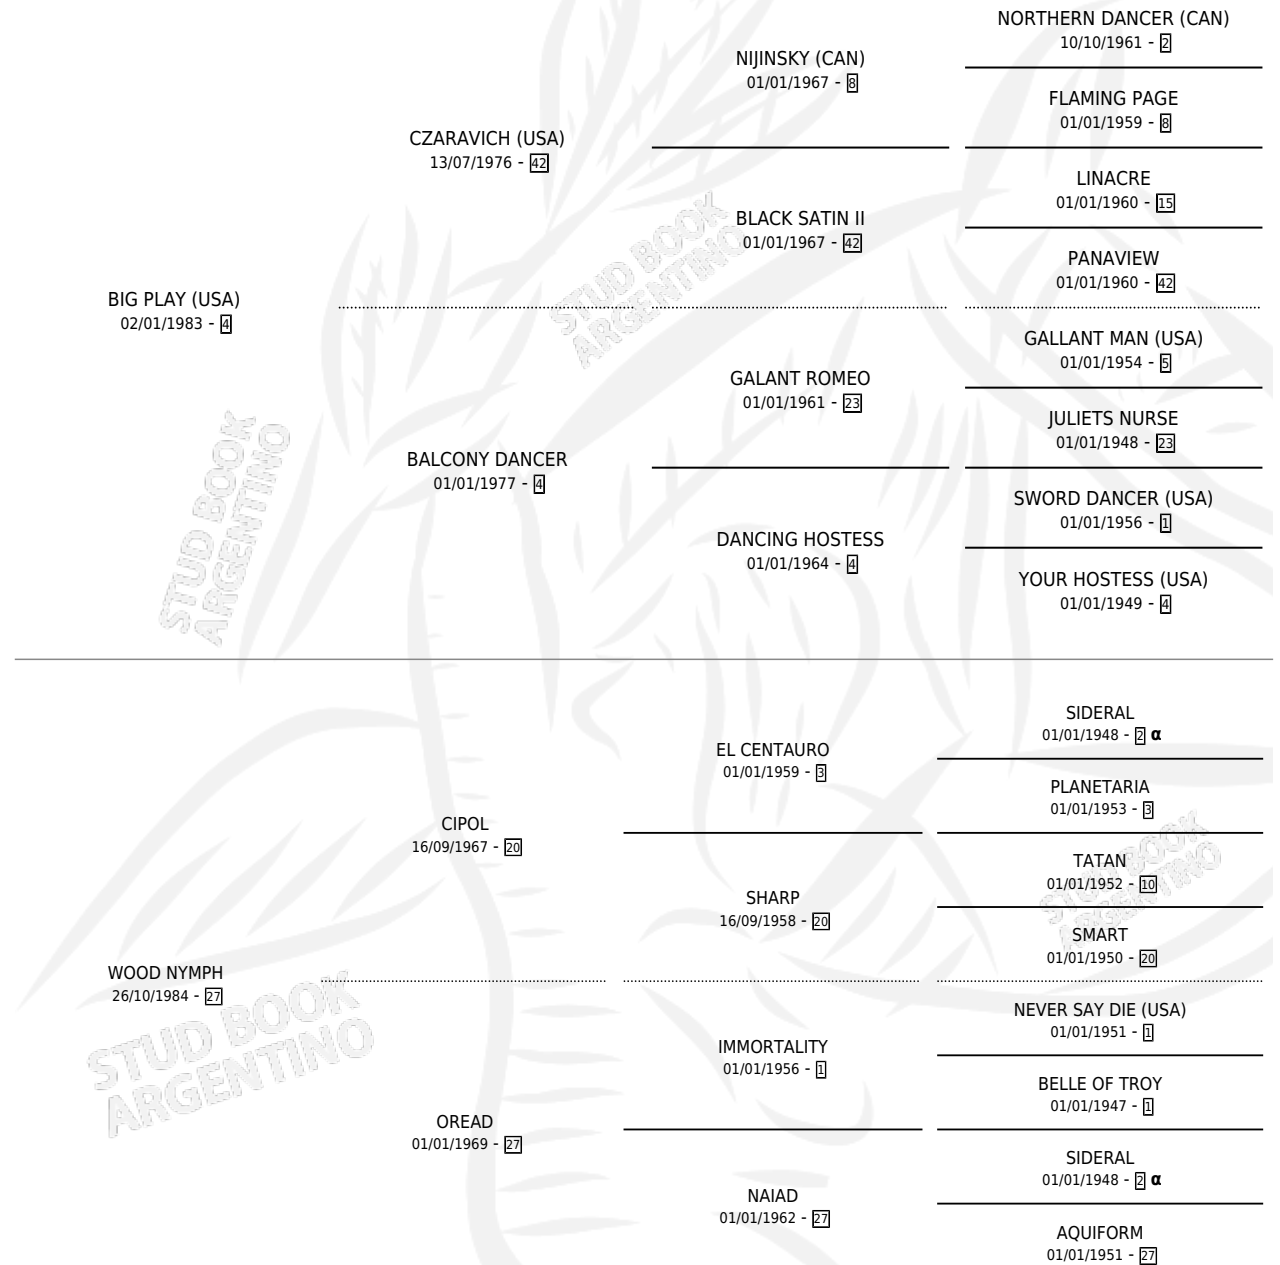 NORTHERN DANCER (CAN)
10/10/1961 - 2
NIJINSKY (CAN)
01/01/1967 - 8
FLAMING PAGE
01/01/1959 - 8
CZARAVICH (USA)
13/07/1976 - 42
LINACRE
01/01/1960 - 15
BLACK SATIN II
01/01/1967 - 42
PANAVIEW
01/01/1960 - 42
BIG PLAY (USA)
02/01/1983 - 4
GALLANT MAN (USA)
01/01/1954 - 5
GALANT ROMEO
01/01/1961 - 23
JULIETS NURSE
01/01/1948 - 23
BALCONY DANCER
01/01/1977 - 4
SWORD DANCER (USA)
01/01/1956 - 1
DANCING HOSTESS
01/01/1964 - 4
YOUR HOSTESS (USA)
01/01/1949 - 4
SIDERAL
01/01/1948 - 2 α
EL CENTAURO
01/01/1959 - 3
PLANETARIA
01/01/1953 - 3
CIPOL
16/09/1967 - 20
TATAN
01/01/1952 - 10
SHARP
16/09/1958 - 20
SMART
01/01/1950 - 20
WOOD NYMPH
26/10/1984 - 27
NEVER SAY DIE (USA)
01/01/1951 - 1
IMMORTALITY
01/01/1956 - 1
BELLE OF TROY
01/01/1947 - 1
OREAD
01/01/1969 - 27
SIDERAL
01/01/1948 - 2 α
NAIAD
01/01/1962 - 27
AQUIFORM
01/01/1951 - 27
STUD BOOK
ARGENTINO
STUD BOOK
ARGENTINO
STUD BOOK
ARGENTINO
STUD BOOK
ARGENTINO